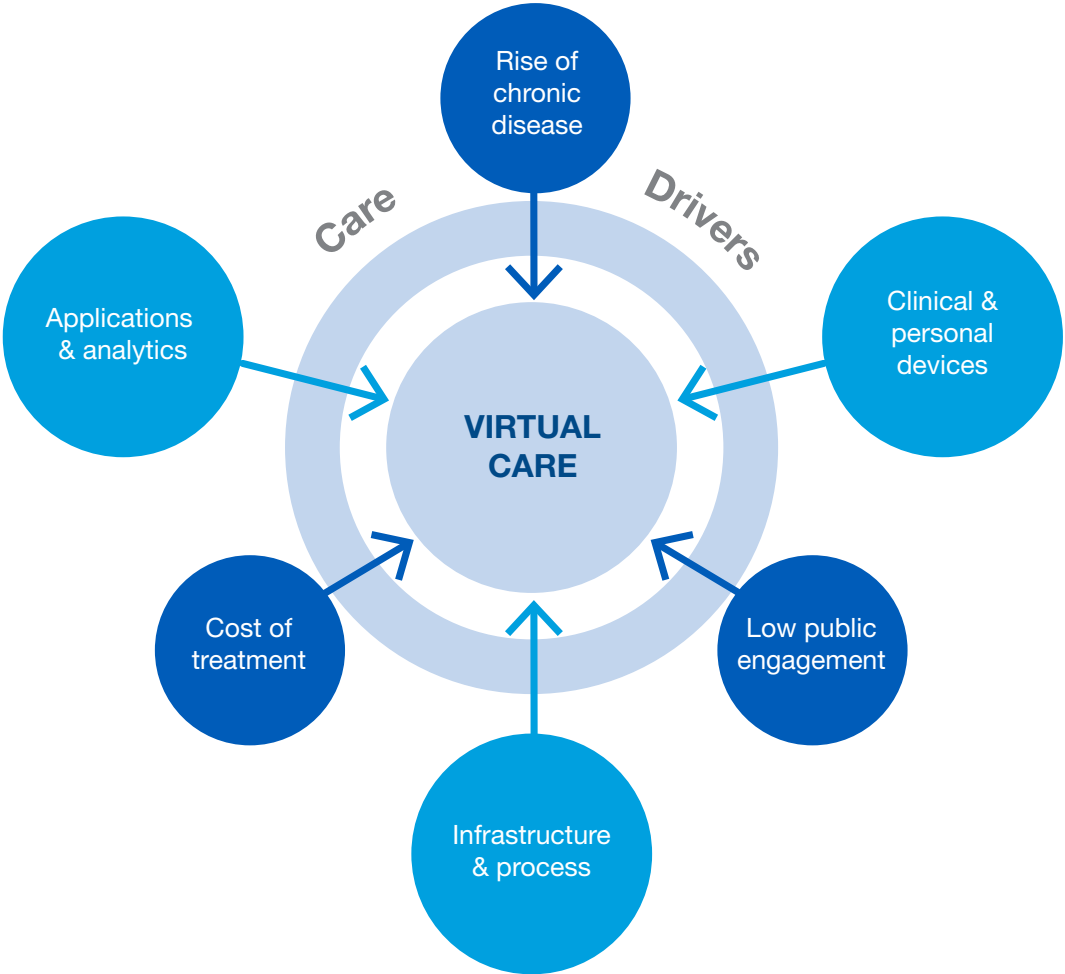 Rise of
chronic
disease
Care
Drivers
Applications
& analytics
Clinical &
personal
devices
VIRTUAL
CARE
Cost of
treatment
Low public
engagement
Infrastructure
& process